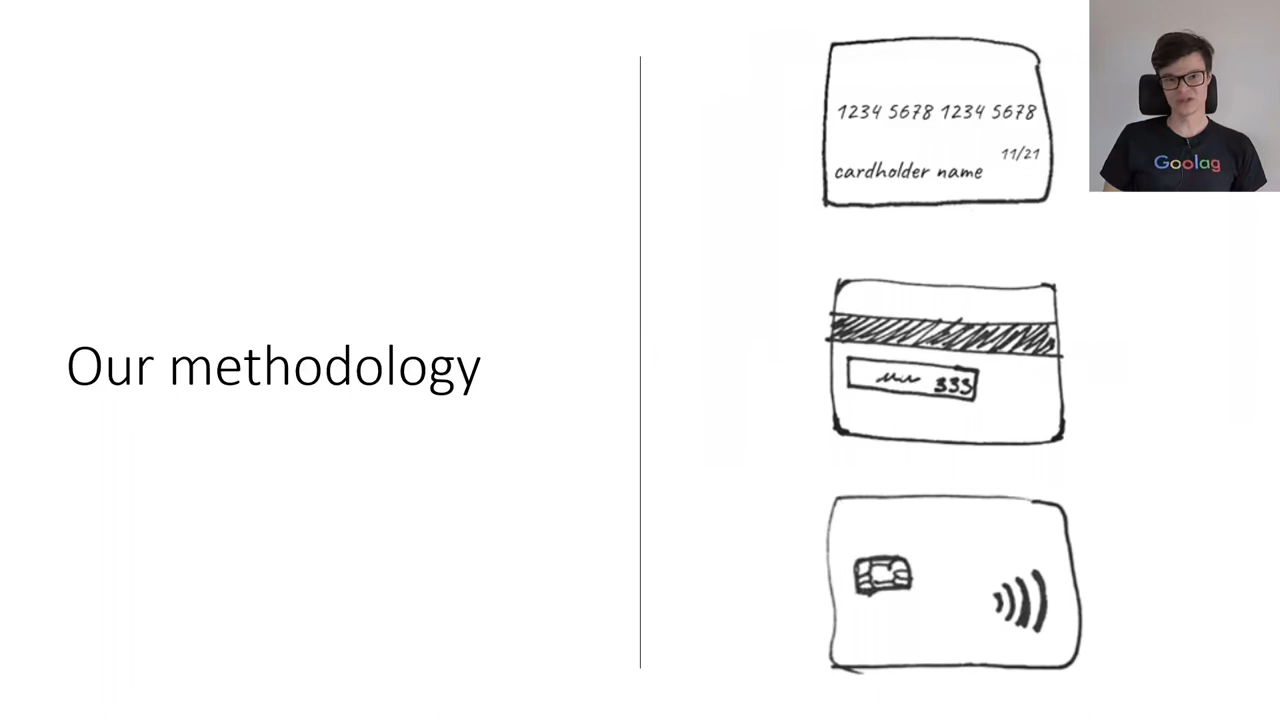 Our methodology
1234 5678 1234 5678
11/21
cardholder name
333
Goolag